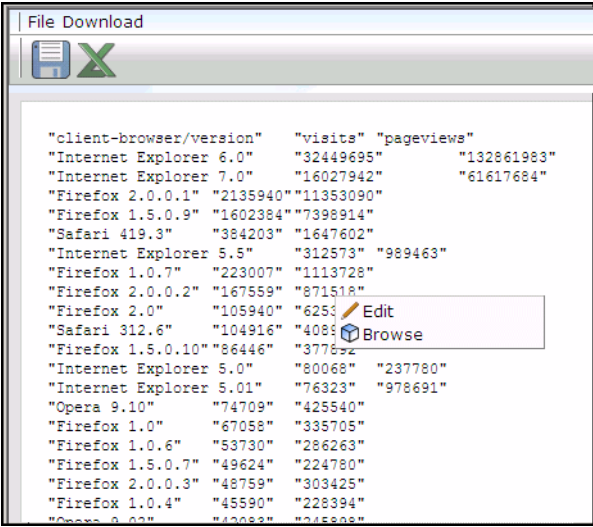 File Download
"client-browser/version" "visits" "pageviews"
"Internet Explorer 6.0" "32449695" "132861983"
"Internet Explorer 7.0" "16027942" "61617684"
"Firefox 2.0.0.1" "2135940" "11353090"
"Firefox 1.5.0.9" "1602384" "7398914"
"Safari 419.3" "384203" "1647602"
"Internet Explorer 5.5" "312573" "989463"
"Firefox 1.0.7" "223007" "1113728"
"Firefox 2.0.0.2" "167559" "871518"
"Firefox 2.0" "105940"
Edit
"Safari 312.6" "104916"
Browse
"Firefox 1.5.0.10" "86446" "377892"
"Internet Explorer 5.0" "80068" "237780"
"Internet Explorer 5.01" "76323" "978691"
"Opera 9.10" "74709" "425540"
"Firefox 1.0" "67058" "335705"
"Firefox 1.0.6" "53730" "286263"
"Firefox 1.5.0.7" "49624" "224780"
"Firefox 2.0.0.3" "48759" "303425"
"Firefox 1.0.4" "45590" "228394"